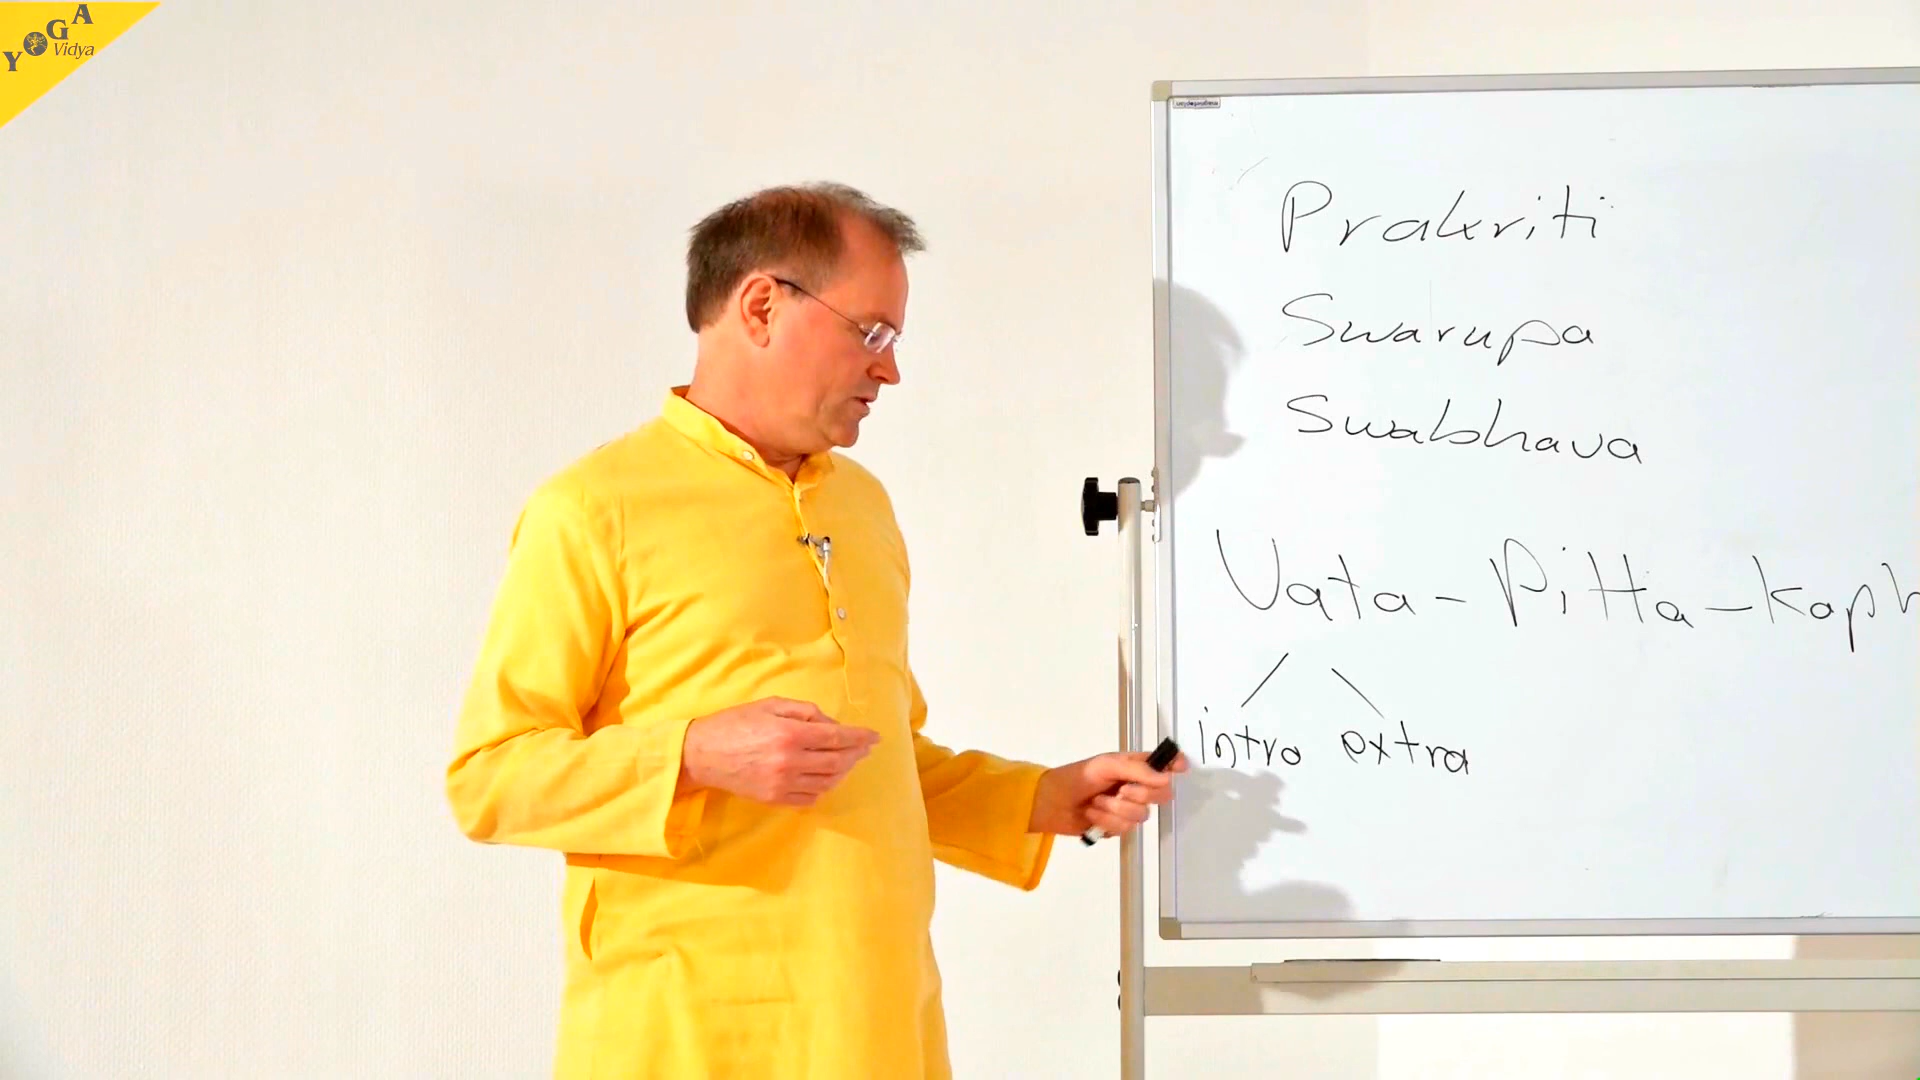 YOGA
Vidya
Prakriti
Swarupa
Swabhava
Vata - Pitta - Kaph
intro extra